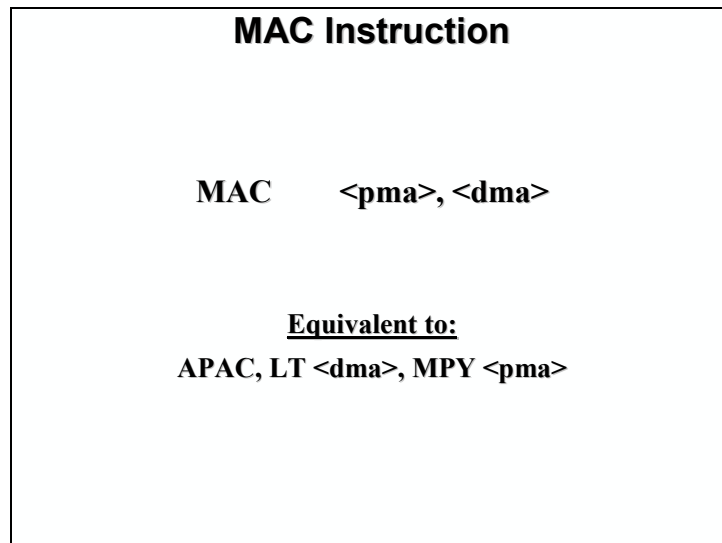 MAC Instruction
MAC <pma>, <dma>
Equivalent to:
APAC, LT <dma>, MPY <pma>